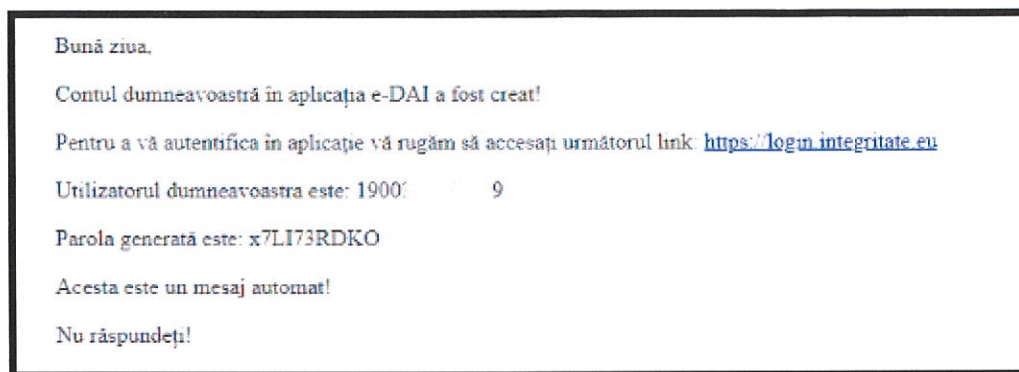 Bună ziua,
Contul dumneavoastră în aplicația e-DAI a fost creat!
Pentru a vă autentifica în aplicație vă rugăm să accesați următorul link: https://login.integritate.eu
Utilizatorul dumneavoastra este: 1900 9
Parola generată este: x7LI73RDKO
Acesta este un mesaj automat!
Nu răspundeți!